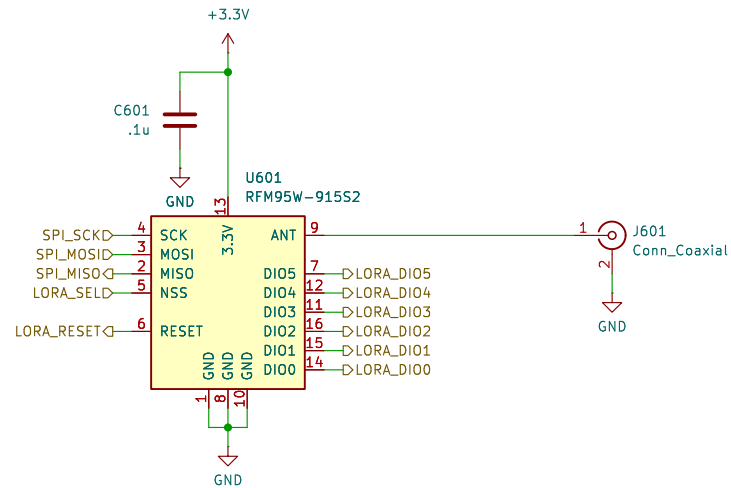 +3.3V
C601
.1u
GND
U601
RFM95W-915S2
13
3.3V
SPI_SCK 4 SCK ANT 9 1 J601
SPI_MOSI 3 MOSI Conn_Coaxial
SPI_MISO 2 MISO DIO5 7 LORA_DIO5 2
LORA_SEL 5 NSS DIO4 12 LORA_DIO4
DIO3 11 LORA_DIO3
LORA_RESET 6 RESET DIO2 16 LORA_DIO2 GND
DIO1 15 LORA_DIO1
GND GND GND DIO0 14 LORA_DIO0
1 8 10
GND